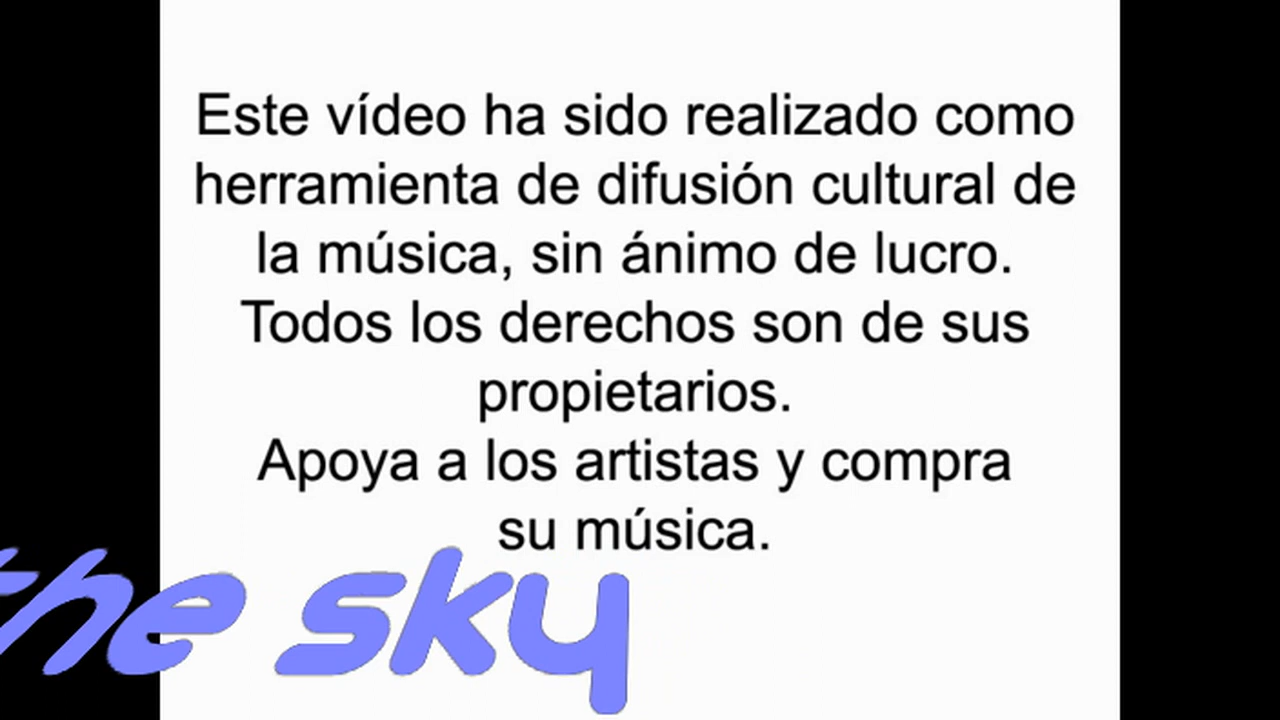 Este vídeo ha sido realizado como
herramienta de difusión cultural de
la música, sin ánimo de lucro.
Todos los derechos son de sus
propietarios.
Apoya a los artistas y compra
su música.
the sky